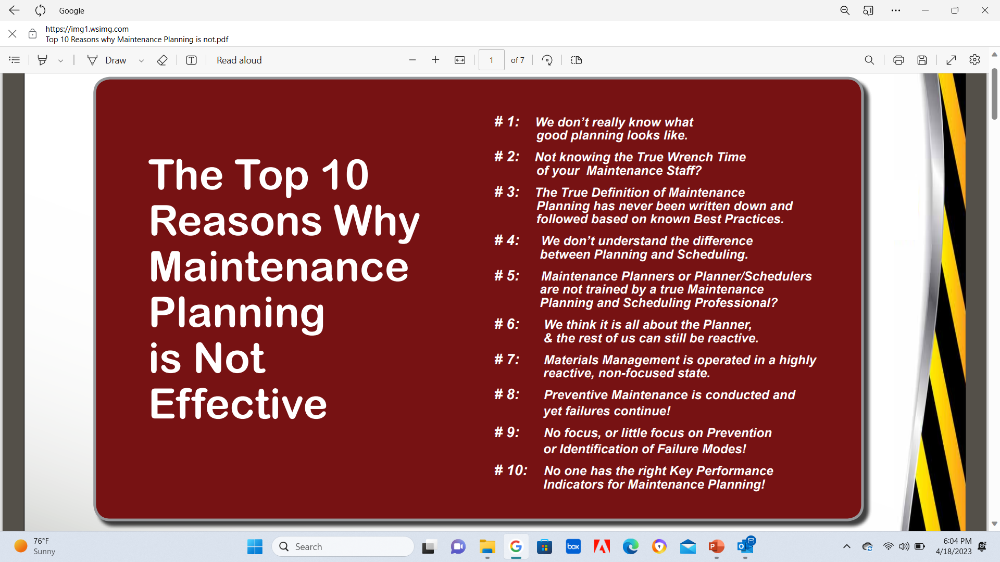 Google
https://img1.wsimg.com
Top 10 Reasons why Maintenance Planning is not.pdf
Draw
Read aloud
1
of 7
The Top 10
Reasons Why
Maintenance
Planning
is Not
Effective
# 1: We don’t really know what
good planning looks like.
# 2: Not knowing the True Wrench Time
of your Maintenance Staff?
# 3: The True Definition of Maintenance
Planning has never been written down and
followed based on known Best Practices.
# 4: We don’t understand the difference
between Planning and Scheduling.
# 5: Maintenance Planners or Planner/Schedulers
are not trained by a true Maintenance
Planning and Scheduling Professional?
# 6: We think it is all about the Planner,
& the rest of us can still be reactive.
# 7: Materials Management is operated in a highly
reactive, non-focused state.
# 8: Preventive Maintenance is conducted and
yet failures continue!
# 9: No focus, or little focus on Prevention
or Identification of Failure Modes!
# 10: No one has the right Key Performance
Indicators for Maintenance Planning!
76°F
Sunny
Search
box
6:04 PM
4/18/2023